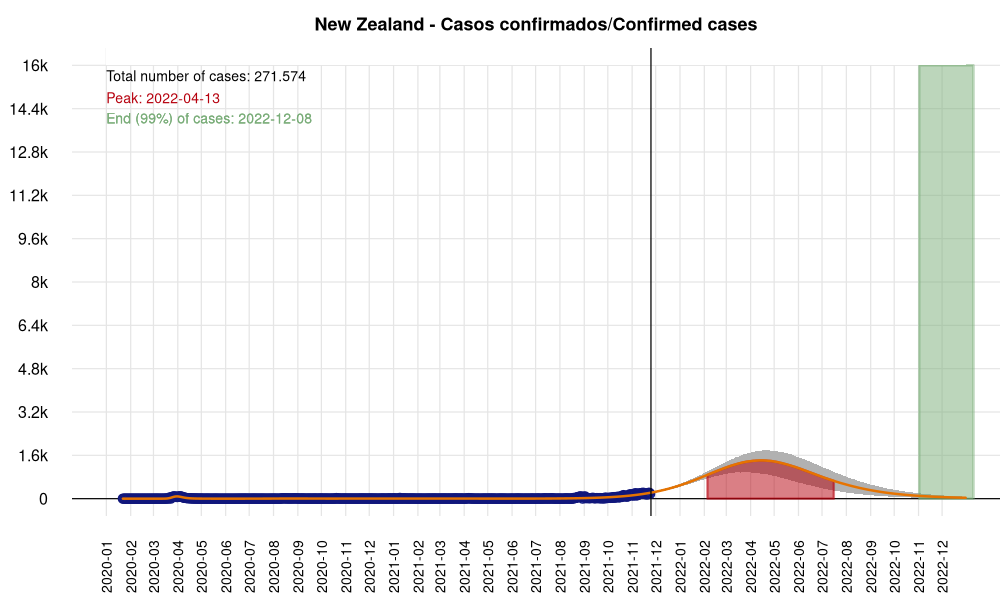 New Zealand - Casos confirmados/Confirmed cases
Total number of cases: 271.574
Peak: 2022-04-13
End (99%) of cases: 2022-12-08
16k
14.4k
12.8k
11.2k
9.6k
8k
6.4k
4.8k
3.2k
1.6k
0
2020-01
2020-02
2020-03
2020-04
2020-05
2020-06
2020-07
2020-08
2020-09
2020-10
2020-11
2020-12
2021-01
2021-02
2021-03
2021-04
2021-05
2021-06
2021-07
2021-08
2021-09
2021-10
2021-11
2021-12
2022-01
2022-02
2022-03
2022-04
2022-05
2022-06
2022-07
2022-08
2022-09
2022-10
2022-11
2022-12